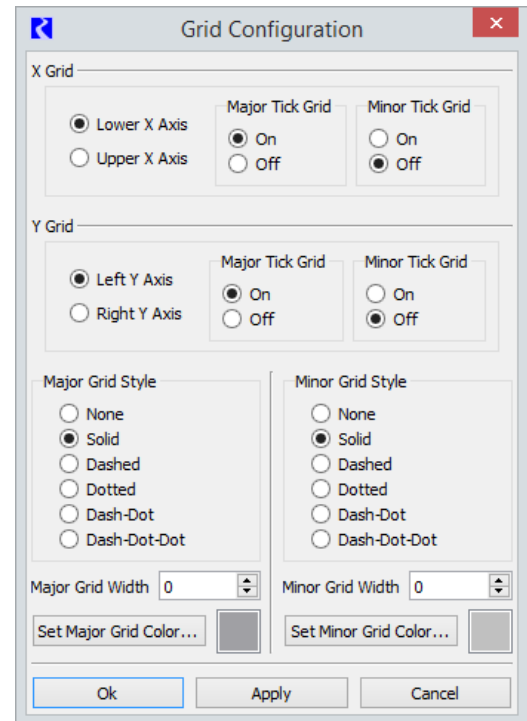 Grid Configuration
X Grid
Major Tick Grid
Minor Tick Grid
Lower X Axis
On
On
Upper X Axis
Off
Off
Y Grid
Major Tick Grid
Minor Tick Grid
Left Y Axis
On
On
Right Y Axis
Off
Off
Major Grid Style
Minor Grid Style
None
None
Solid
Solid
Dashed
Dashed
Dotted
Dotted
Dash-Dot
Dash-Dot
Dash-Dot-Dot
Dash-Dot-Dot
Major Grid Width 0
Minor Grid Width 0
Set Major Grid Color...
Set Minor Grid Color...
Ok
Apply
Cancel